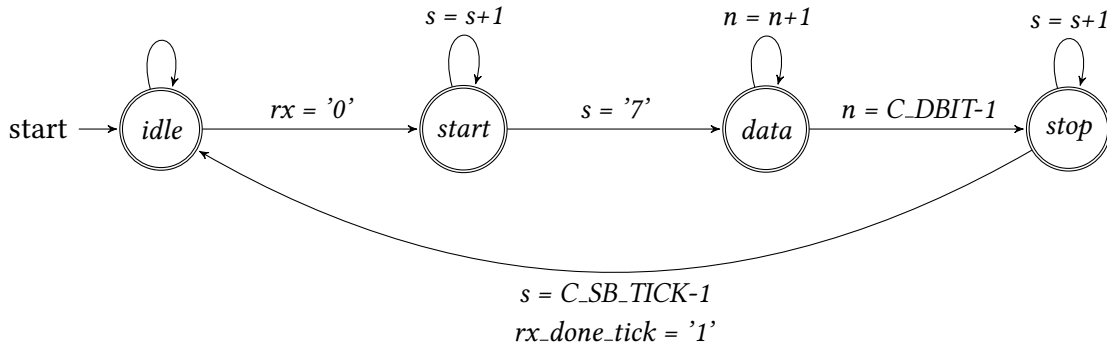 s = s+1
n = n+1
s = s+1
start
idle
rx = '0'
start
s = '7'
data
n = C_DBIT-1
stop
s = C_SB_TICK-1
rx_done_tick = '1'